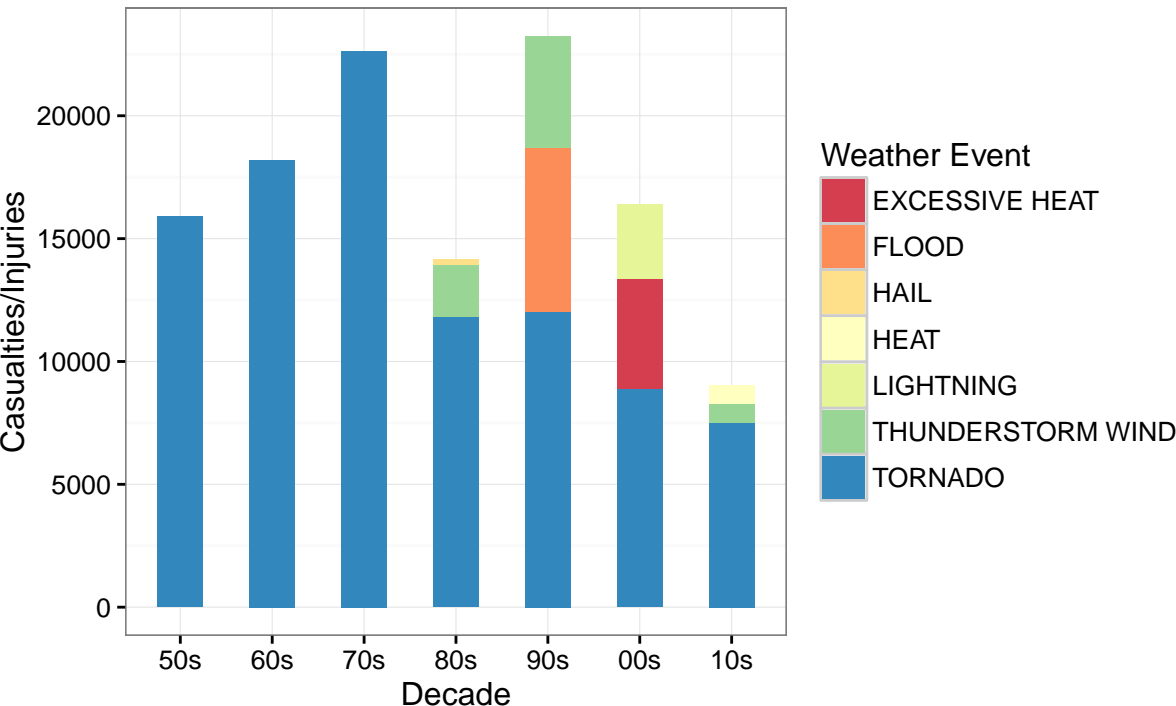 Casualties/Injuries
20000
15000
10000
5000
0
50s 60s 70s 80s 90s 00s 10s
Decade
Weather Event
EXCESSIVE HEAT
FLOOD
HAIL
HEAT
LIGHTNING
THUNDERSTORM WIND
TORNADO